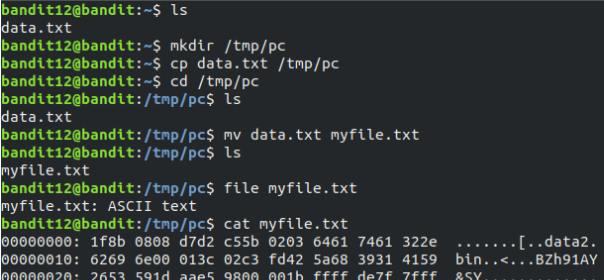 bandit12@bandit:~$ ls
data.txt
bandit12@bandit:~$ mkdir /tmp/pc
bandit12@bandit:~$ cp data.txt /tmp/pc
bandit12@bandit:~$ cd /tmp/pc
bandit12@bandit:/tmp/pc$ ls
data.txt
bandit12@bandit:/tmp/pc$ mv data.txt myfile.txt
bandit12@bandit:/tmp/pc$ ls
myfile.txt
bandit12@bandit:/tmp/pc$ file myfile.txt
myfile.txt: ASCII text
bandit12@bandit:/tmp/pc$ cat myfile.txt
00000000: 1f8b 0808 d7d2 c55b 0203 6461 7461 322e  .......[..data2.
00000010: 6269 6e00 013c 02c3 fd42 5a68 3931 4159  bin..<...BZh91AY
00000020: 2653 591d aae5 9800 001b ffff de7f 7fff  &SY.............